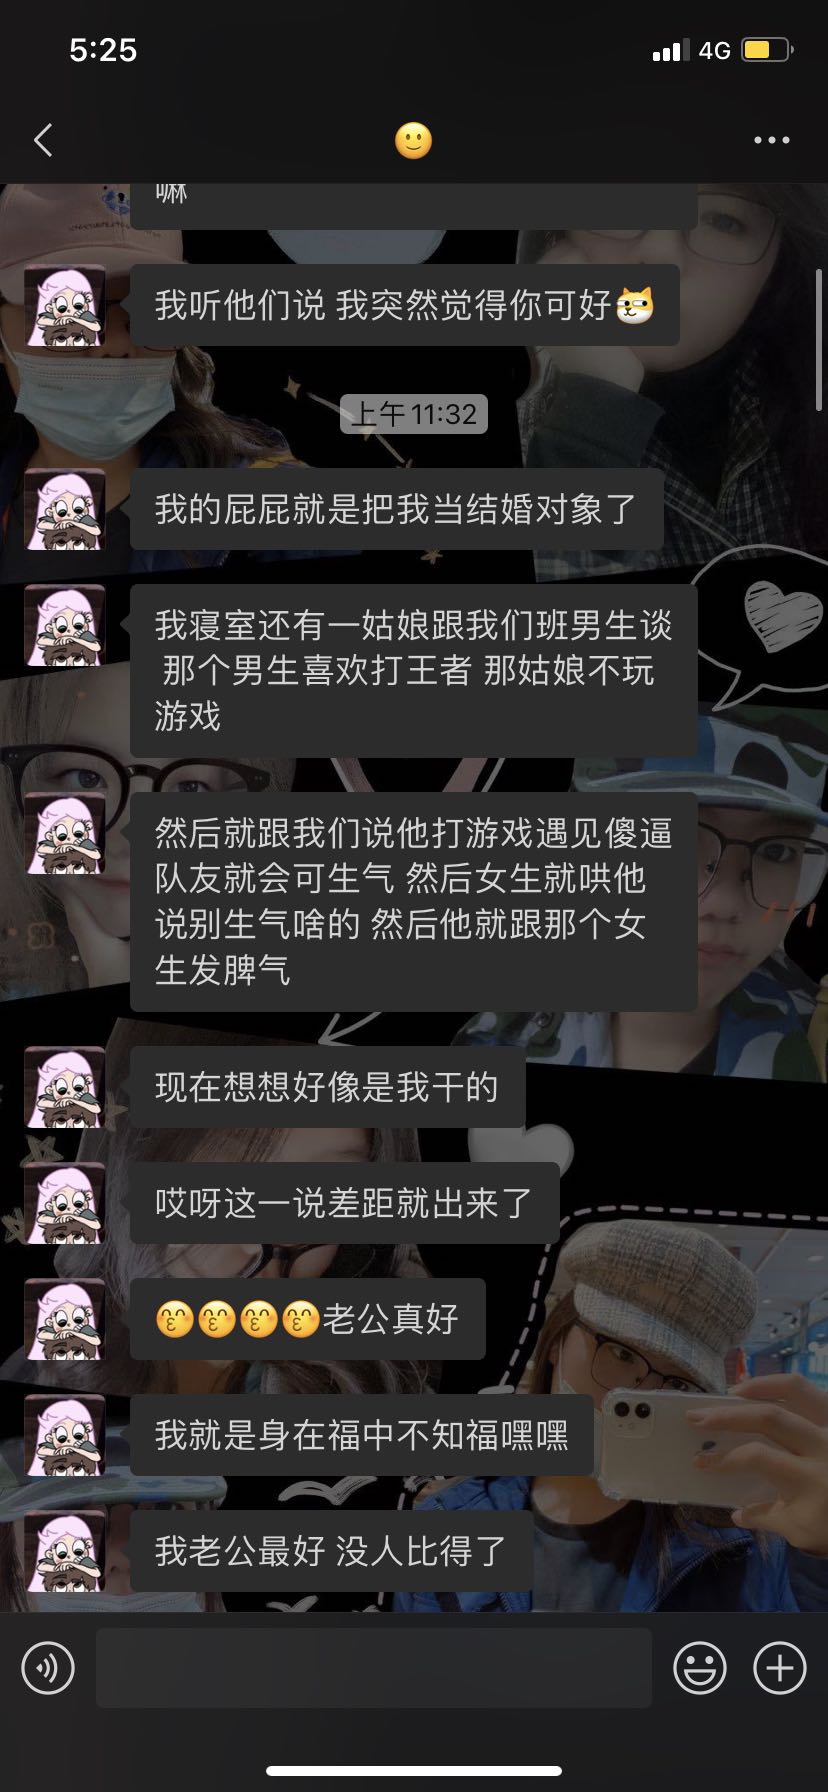 5:25
4G
嘛
我听他们说 我突然觉得你可好
上午 11:32
我的屁屁就是把我当结婚对象了
我寝室还有一姑娘跟我们班男生谈
那个男生喜欢打王者 那姑娘不玩
游戏
然后就跟我们说他打游戏遇见傻逼
队友就会可生气 然后女生就哄他
说别生气啥的 然后他就跟那个女
生发脾气
现在想想好像是我干的
哎呀这一说差距就出来了
😙😙😙😙老公真好
我就是身在福中不知福嘿嘿
我老公最好 没人比得了